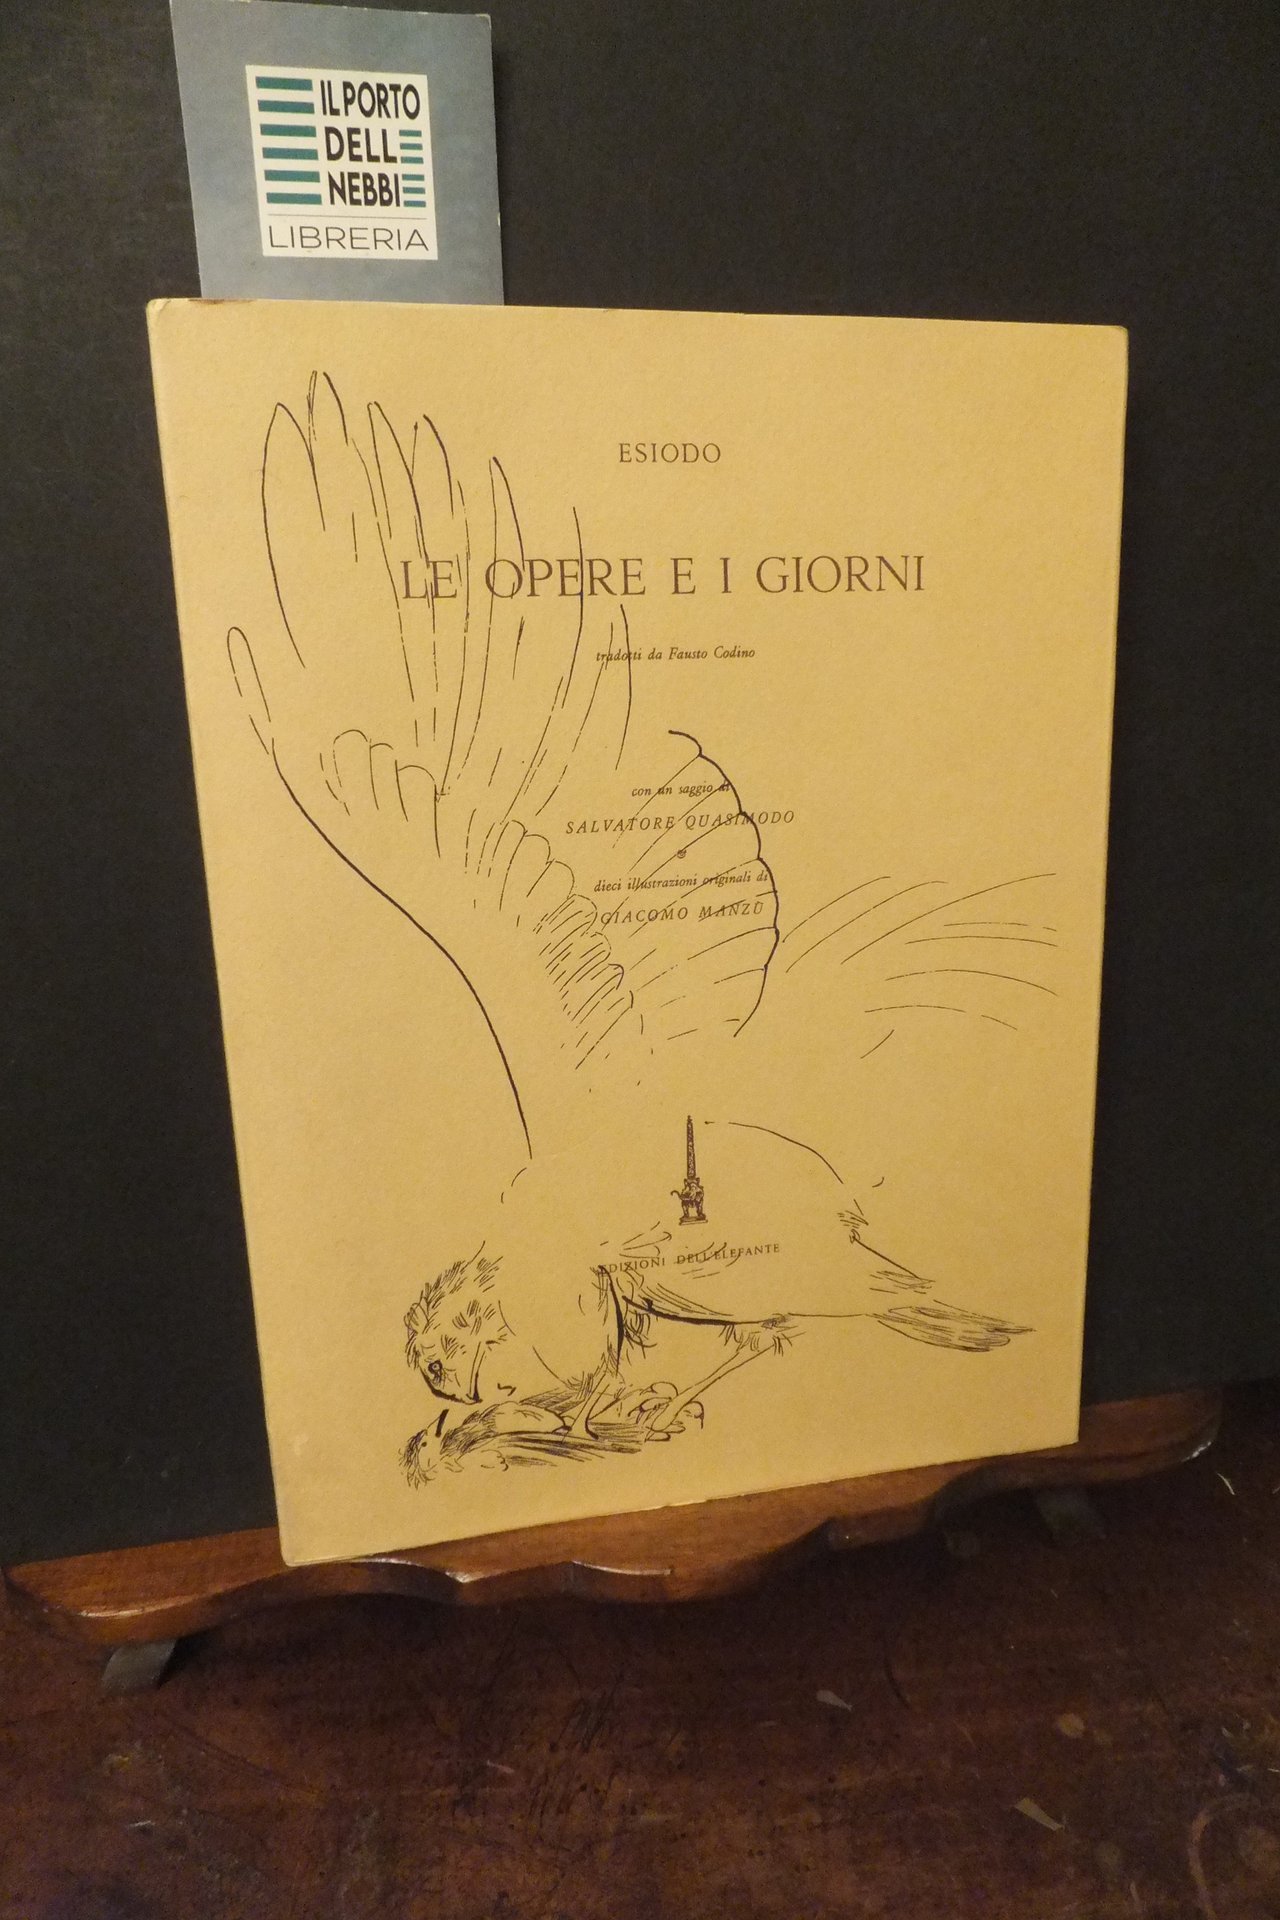 IL PORTO
DELLE
NEBBIE
LIBRERIA
ESIODO
LE OPERE E I GIORNI
tradotti da Fausto Codino
con un saggio di
SALVATORE QUASIMODO
e
dieci illustrazioni originali di
GIACOMO MANZÙ
EDIZIONI DELL'ELEFANTE